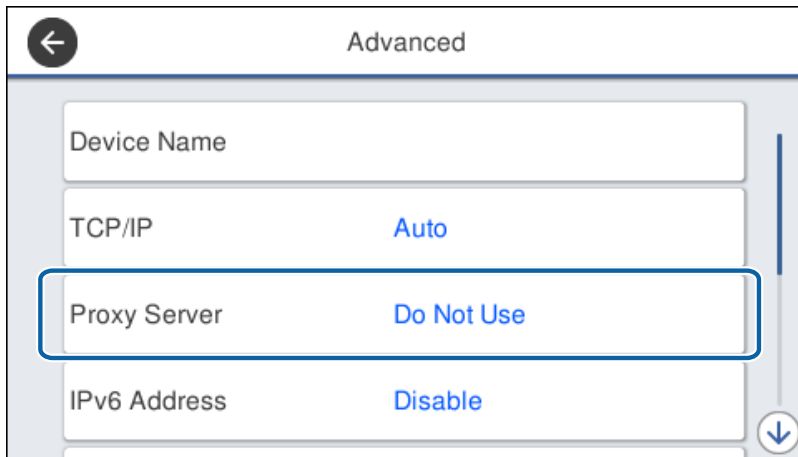 Advanced
Device Name
TCP/IP Auto
Proxy Server Do Not Use
IPv6 Address Disable